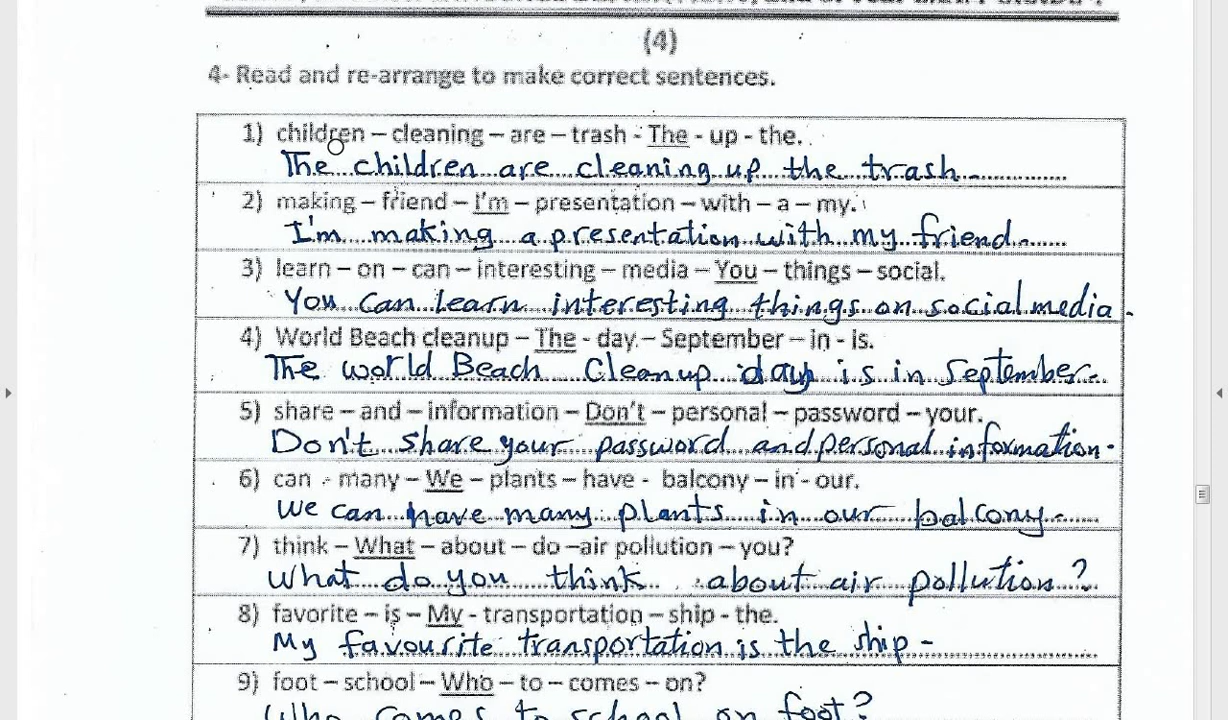 (4)
4- Read and re-arrange to make correct sentences.
1) children – cleaning – are – trash - The - up - the.
The children are cleaning up the trash.
2) making – friend – I'm – presentation – with – a – my.
I'm making a presentation with my friend.
3) learn – on – can – interesting – media – You – things – social.
You can learn interesting things on social media.
4) World Beach cleanup – The - day – September – in - is.
The world Beach Cleanup day is in September.
5) share – and – information – Don't – personal – password – your.
Don't share your password and personal information.
6) can - many – We – plants – have - balcony – in - our.
We can have many plants in our balcony.
7) think – What – about – do –air pollution – you?
What do you think about air pollution?
8) favorite – is – My - transportation – ship - the.
My favourite transportation is the ship -
9) foot – school – Who – to – comes – on?
Who comes to school on foot?